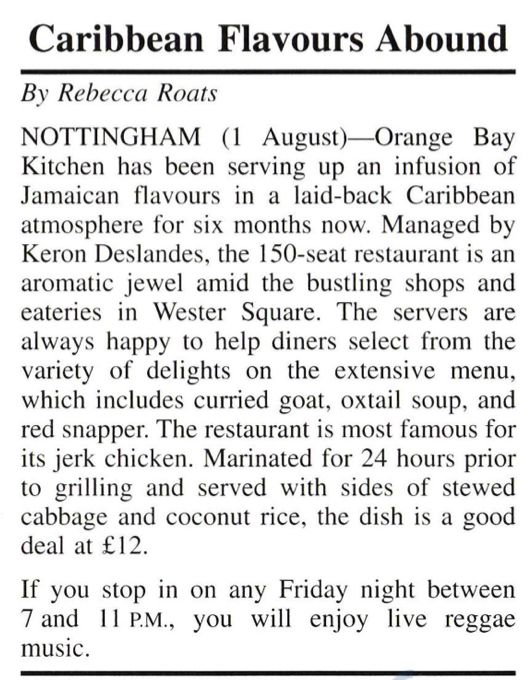 Caribbean Flavours Abound
By Rebecca Roats
NOTTINGHAM (1 August)—Orange Bay
Kitchen has been serving up an infusion of
Jamaican flavours in a laid-back Caribbean
atmosphere for six months now. Managed by
Keron Deslandes, the 150-seat restaurant is an
aromatic jewel amid the bustling shops and
eateries in Wester Square. The servers are
always happy to help diners select from the
variety of delights on the extensive menu,
which includes curried goat, oxtail soup, and
red snapper. The restaurant is most famous for
its jerk chicken. Marinated for 24 hours prior
to grilling and served with sides of stewed
cabbage and coconut rice, the dish is a good
deal at £12.
If you stop in on any Friday night between
7 and 11 P.M., you will enjoy live reggae
music.